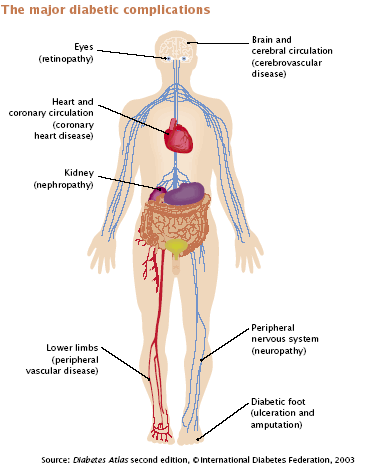 The major diabetic complications
Eyes
(retinopathy)
Brain and
cerebral circulation
(cerebrovascular
disease)
Heart and
coronary circulation
(coronary
heart disease)
Kidney
(nephropathy)
Lower limbs
(peripheral
vascular disease)
Peripheral
nervous system
(neuropathy)
Diabetic foot
(ulceration and
amputation)
Source: Diabetes Atlas second edition, ©International Diabetes Federation, 2003